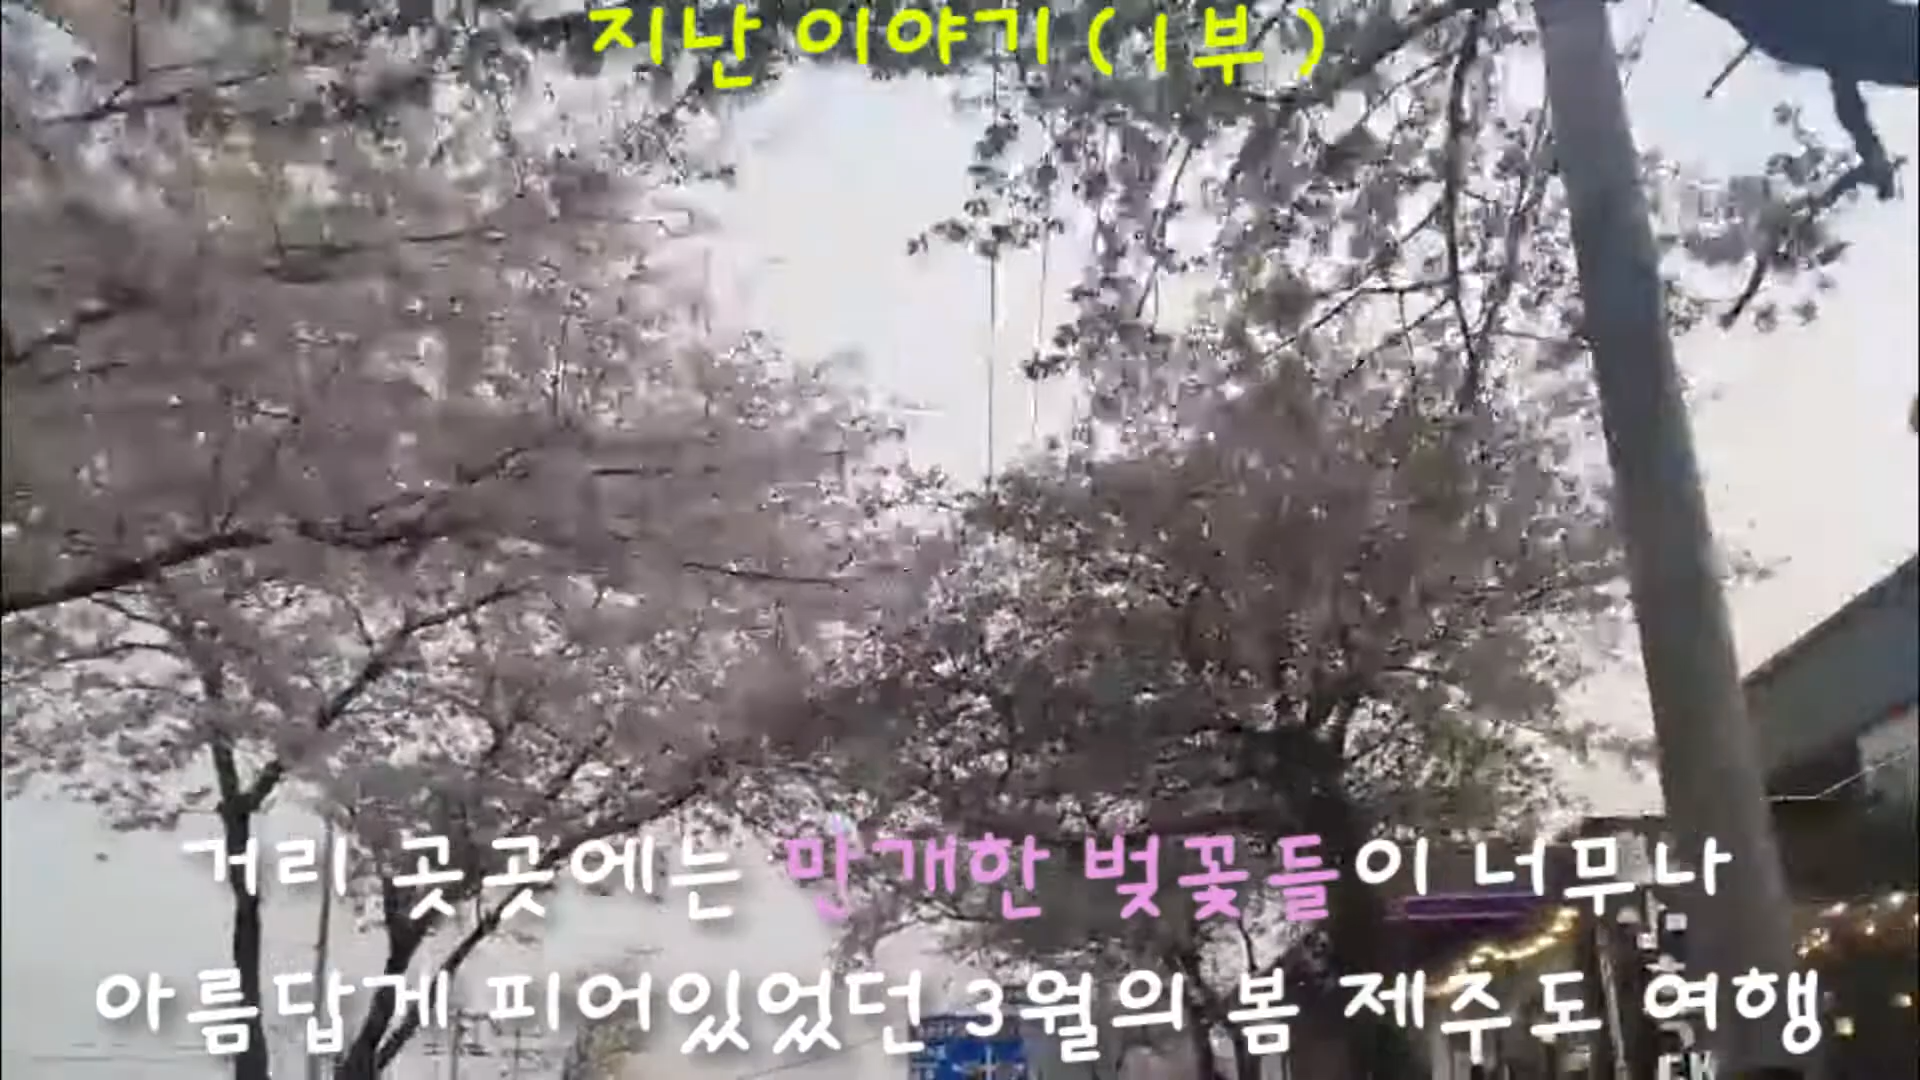 지난 이야기 (1부)
거리 곳곳에는 만개한 벚꽃들이 너무나
아름답게 피어있었던 3월의 봄 제주도 여행